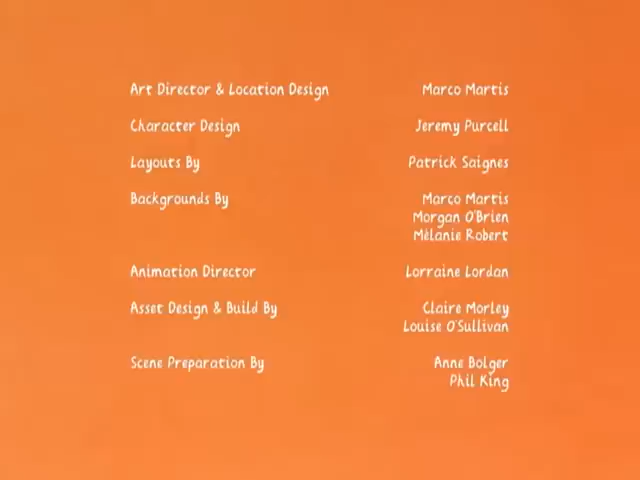 Art Director & Location Design Marco Martis
Character Design Jeremy Purcell
Layouts By Patrick Saignes
Backgrounds By Marco Martis
Morgan O'Brien
Mélanie Robert
Animation Director Lorraine Lordan
Asset Design & Build By Claire Morley
Louise O'Sullivan
Scene Preparation By Anne Bolger
Phil King